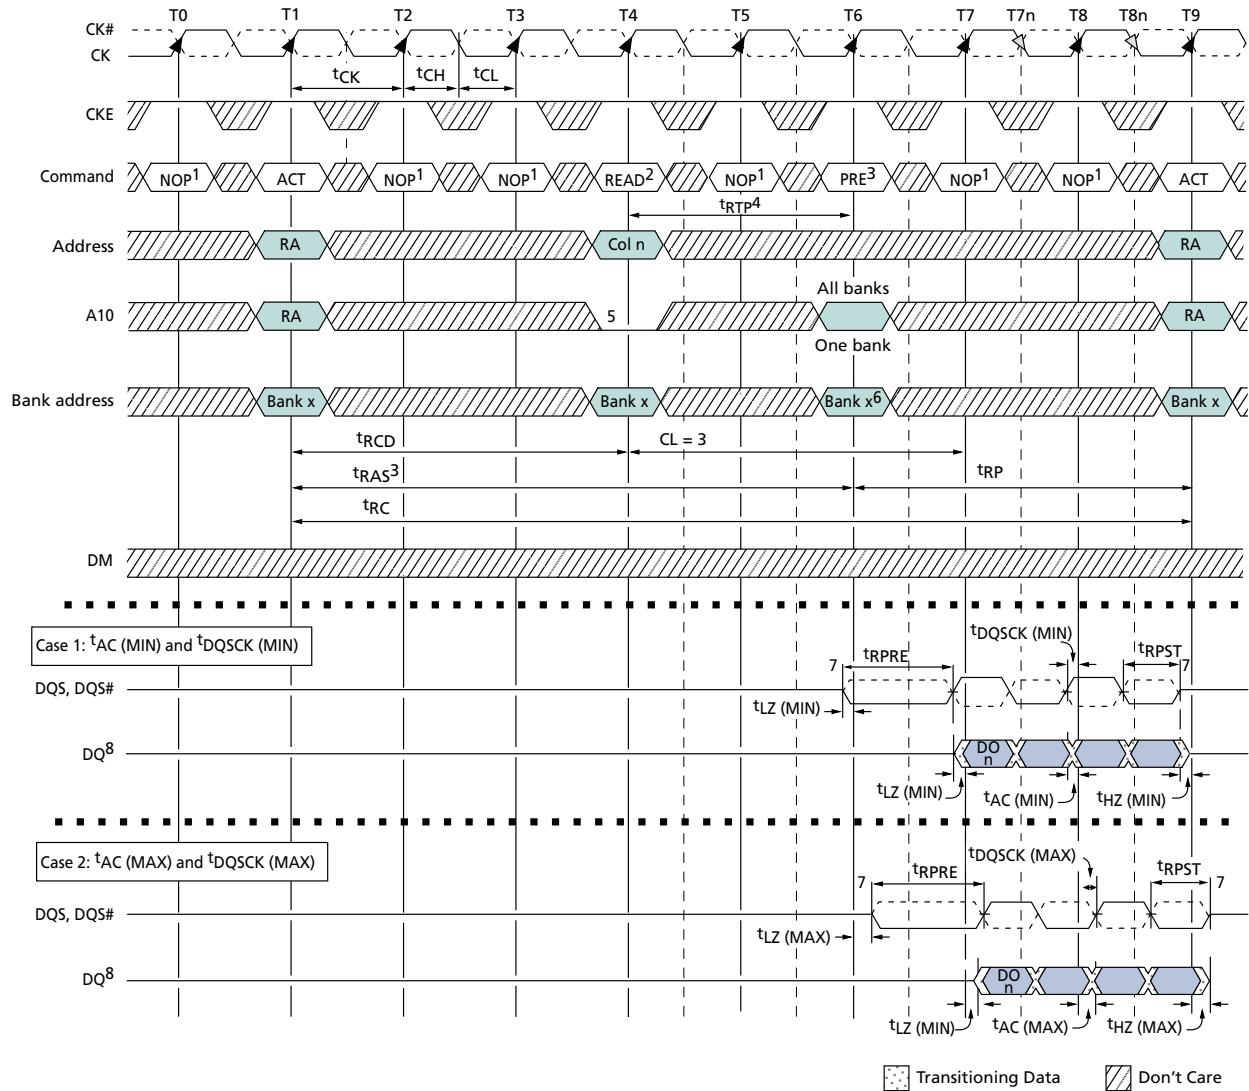 T0 T1 T2 T3 T4 T5 T6 T7 T7n T8 T8n T9
CK#
CK
tCK tCH tCL
CKE
Command NOP1 ACT NOP1 NOP1 READ2 NOP1 PRE3 NOP1 NOP1 ACT
tRTP4
Address RA Col n RA
All banks
A10 RA 5 RA
One bank
Bank address Bank x Bank x Bank x6 Bank x
tRCD CL = 3
tRAS3 tRP
tRC
DM
Case 1: tAC (MIN) and tDQSCK (MIN)
tDQSCK (MIN)
7 tRPRE tRPST 7
DQS, DQS#
tLZ (MIN)
DQ8 DO
n
tLZ (MIN) tAC (MIN) tHZ (MIN)
Case 2: tAC (MAX) and tDQSCK (MAX)
tDQSCK (MAX)
7 tRPRE tRPST 7
DQS, DQS#
tLZ (MAX)
DQ8 DO
n
tLZ (MIN) tAC (MAX) tHZ (MAX)
Transitioning Data Don't Care